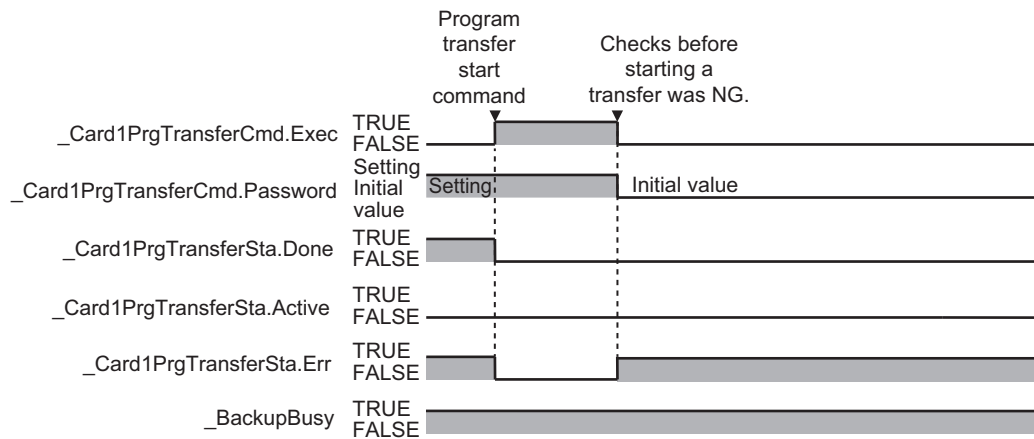 Program
transfer
start
command
Checks before
starting a
transfer was NG.
_Card1PrgTransferCmd.Exec
TRUE
FALSE
_Card1PrgTransferCmd.Password
Setting
Initial
value
Setting
Initial value
_Card1PrgTransferSta.Done
TRUE
FALSE
_Card1PrgTransferSta.Active
TRUE
FALSE
_Card1PrgTransferSta.Err
TRUE
FALSE
_BackupBusy
TRUE
FALSE